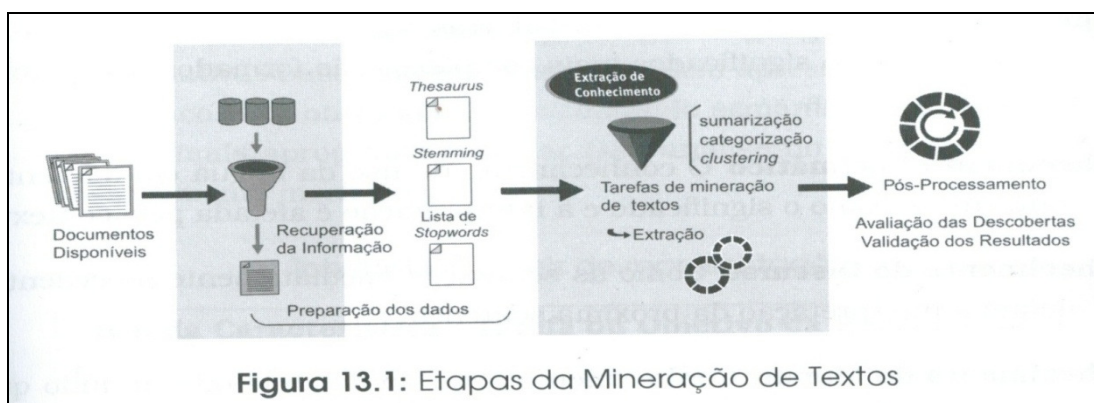 Documentos
Disponíveis
Recuperação
da Informação
Thesaurus
Stemming
Lista de
Stopwords
Preparação dos dados
Extração de
Conhecimento
sumarização
categorização
clustering
Tarefas de mineração
de textos
Extração
Pós-Processamento
Avaliação das Descobertas
Validação dos Resultados
Figura 13.1: Etapas da Mineração de Textos